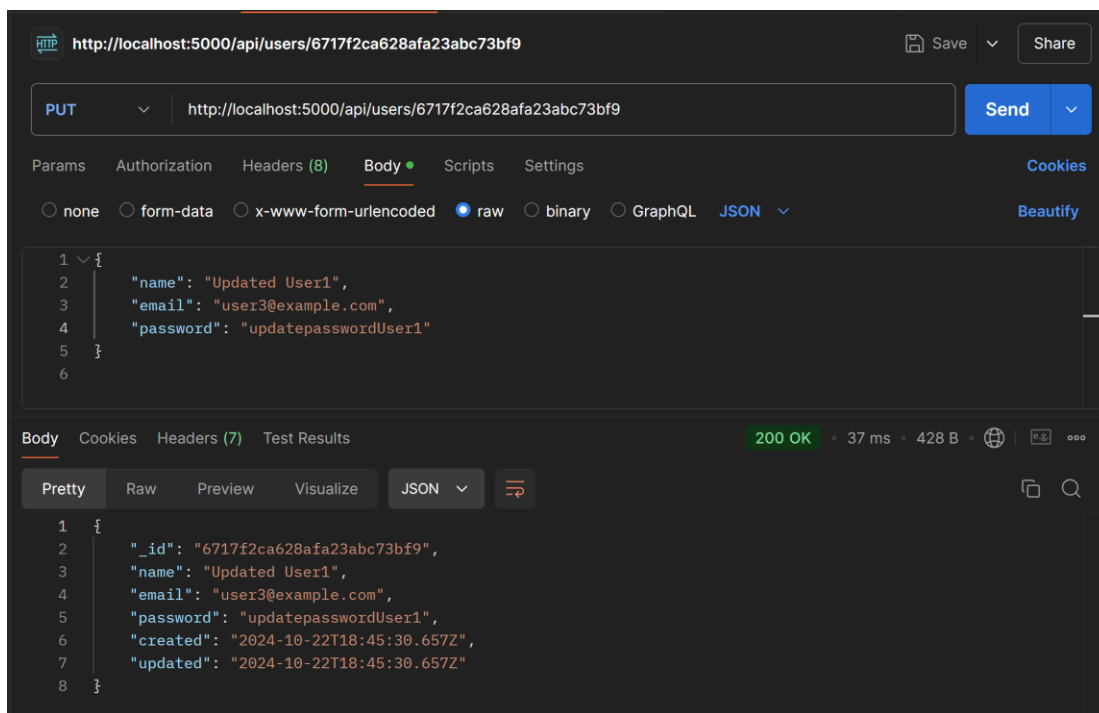 HTTP http://localhost:5000/api/users/6717f2ca628afa23abc73bf9 Save Share
PUT http://localhost:5000/api/users/6717f2ca628afa23abc73bf9 Send
Params Authorization Headers (8) Body Scripts Settings Cookies
none form-data x-www-form-urlencoded raw binary GraphQL JSON Beautify
1 {
2 "name": "Updated User1",
3 "email": "user3@example.com",
4 "password": "updatepasswordUser1"
5 }
6
Body Cookies Headers (7) Test Results 200 OK 37 ms 428 B e.g.
Pretty Raw Preview Visualize JSON
1 {
2 "_id": "6717f2ca628afa23abc73bf9",
3 "name": "Updated User1",
4 "email": "user3@example.com",
5 "password": "updatepasswordUser1",
6 "created": "2024-10-22T18:45:30.657Z",
7 "updated": "2024-10-22T18:45:30.657Z"
8 }